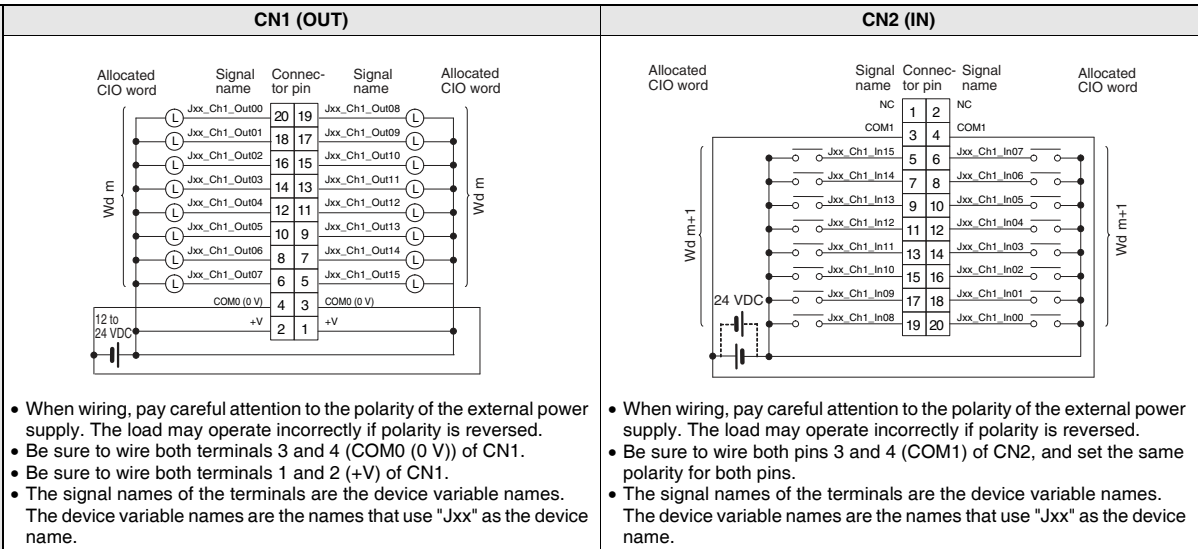 CN1 (OUT)
Allocated CIO word
Signal name
Connec- tor pin
Signal name
Allocated CIO word
Jxx_Ch1_Out00 20 19 Jxx_Ch1_Out08
Jxx_Ch1_Out01 18 17 Jxx_Ch1_Out09
Jxx_Ch1_Out02 16 15 Jxx_Ch1_Out10
Jxx_Ch1_Out03 14 13 Jxx_Ch1_Out11
Jxx_Ch1_Out04 12 11 Jxx_Ch1_Out12
Jxx_Ch1_Out05 10 9 Jxx_Ch1_Out13
Jxx_Ch1_Out06 8 7 Jxx_Ch1_Out14
Jxx_Ch1_Out07 6 5 Jxx_Ch1_Out15
COM0 (0 V) 4 3 COM0 (0 V)
+V 2 1 +V
L L
L L
L L
L L
L L
L L
L L
L L
Wd m
Wd m
12 to
24 VDC
• When wiring, pay careful attention to the polarity of the external power
supply. The load may operate incorrectly if polarity is reversed.
• Be sure to wire both terminals 3 and 4 (COM0 (0 V)) of CN1.
• Be sure to wire both terminals 1 and 2 (+V) of CN1.
• The signal names of the terminals are the device variable names.
The device variable names are the names that use "Jxx" as the device
name.
CN2 (IN)
Allocated CIO word
Signal name
Connec- tor pin
Signal name
Allocated CIO word
NC 1 2 NC
COM1 3 4 COM1
Jxx_Ch1_In15 5 6 Jxx_Ch1_In07
Jxx_Ch1_In14 7 8 Jxx_Ch1_In06
Jxx_Ch1_In13 9 10 Jxx_Ch1_In05
Jxx_Ch1_In12 11 12 Jxx_Ch1_In04
Jxx_Ch1_In11 13 14 Jxx_Ch1_In03
Jxx_Ch1_In10 15 16 Jxx_Ch1_In02
Jxx_Ch1_In09 17 18 Jxx_Ch1_In01
Jxx_Ch1_In08 19 20 Jxx_Ch1_In00
Wd m+1
Wd m+1
24 VDC
• When wiring, pay careful attention to the polarity of the external power
supply. The load may operate incorrectly if polarity is reversed.
• Be sure to wire both pins 3 and 4 (COM1) of CN2, and set the same
polarity for both pins.
• The signal names of the terminals are the device variable names.
The device variable names are the names that use "Jxx" as the device
name.